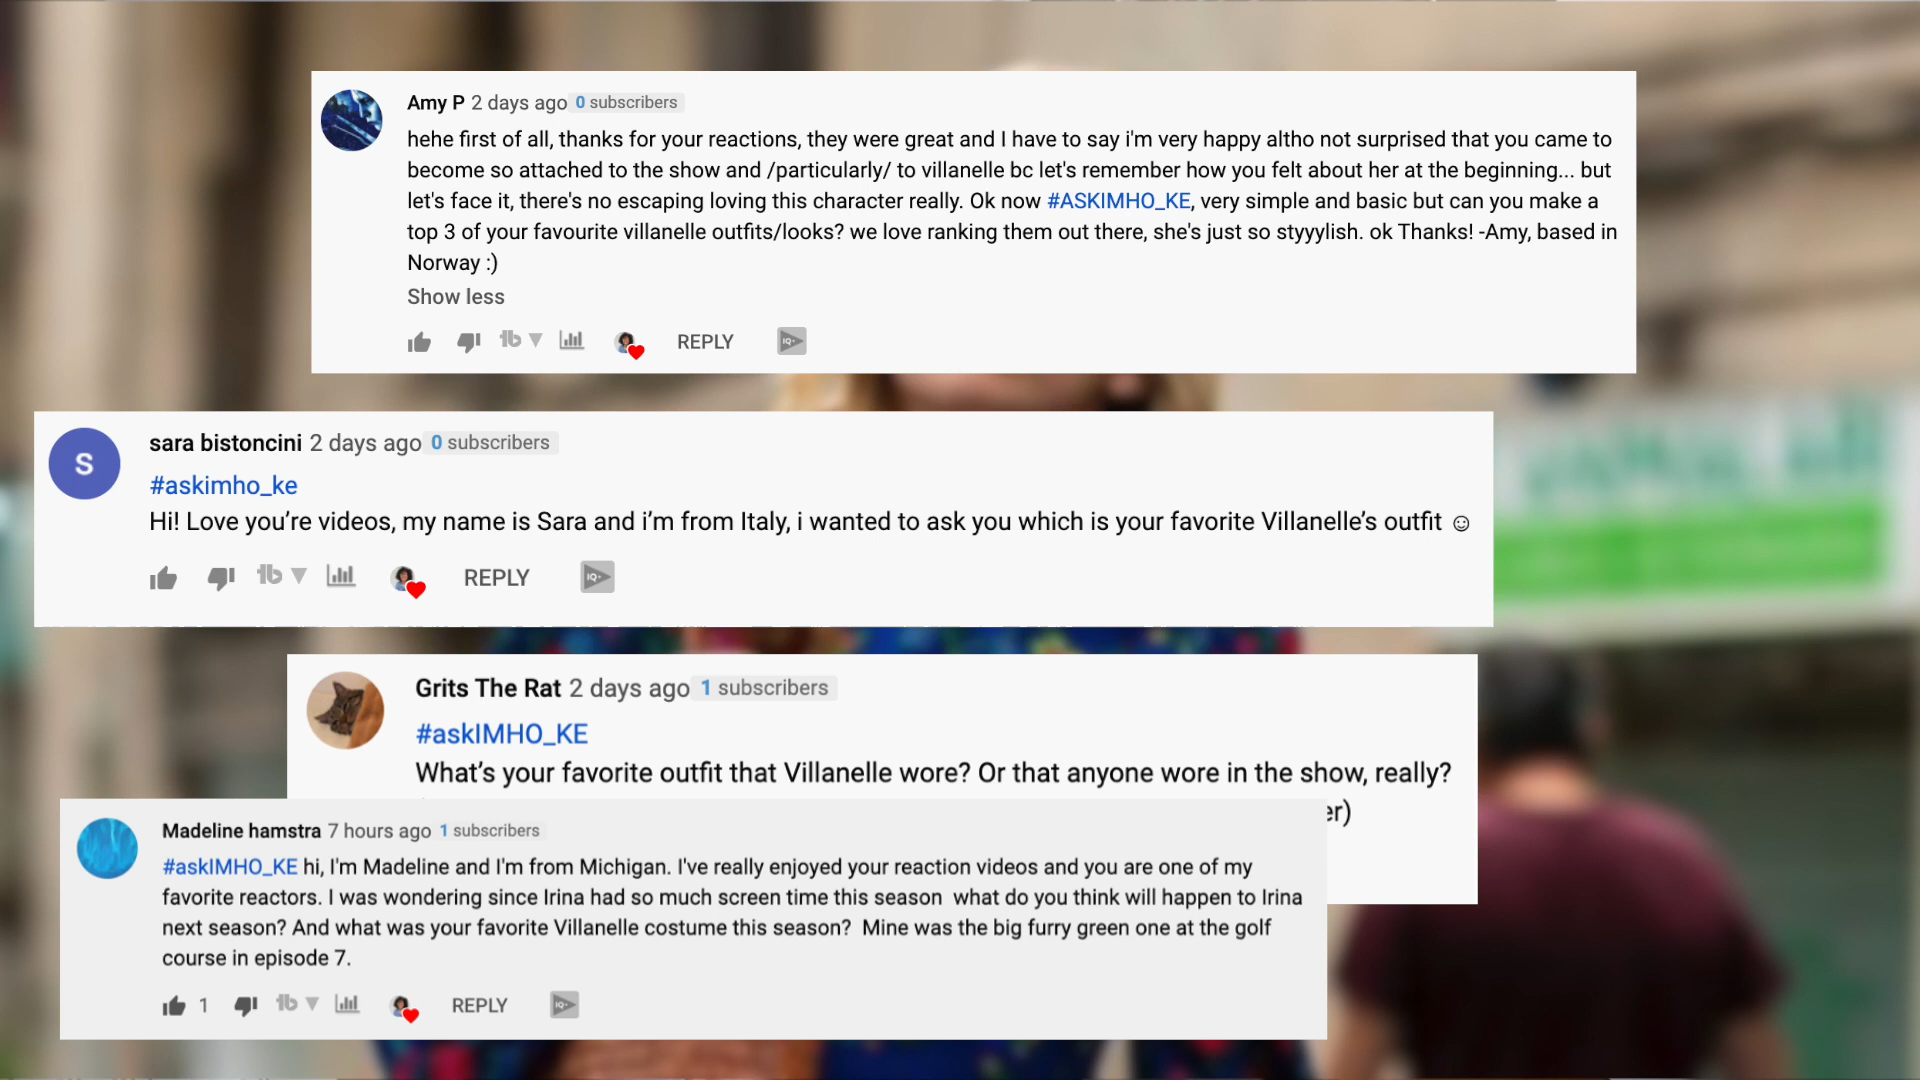 Amy P 2 days ago 0 subscribers
hehe first of all, thanks for your reactions, they were great and I have to say i'm very happy altho not surprised that you came to
become so attached to the show and /particularly/ to villanelle bc let's remember how you felt about her at the beginning... but
let's face it, there's no escaping loving this character really. Ok now #ASKIMHO_KE, very simple and basic but can you make a
top 3 of your favourite villanelle outfits/looks? we love ranking them out there, she's just so styyylish. ok Thanks! -Amy, based in
Norway :)
Show less
REPLY
S
sara bistoncini 2 days ago 0 subscribers
#askimho_ke
Hi! Love you’re videos, my name is Sara and i’m from Italy, i wanted to ask you which is your favorite Villanelle’s outfit ☺
REPLY
Grits The Rat 2 days ago 1 subscribers
#askIMHO_KE
What’s your favorite outfit that Villanelle wore? Or that anyone wore in the show, really?
er)
Madeline hamstra 7 hours ago 1 subscribers
#askIMHO_KE hi, I'm Madeline and I'm from Michigan. I've really enjoyed your reaction videos and you are one of my
favorite reactors. I was wondering since Irina had so much screen time this season  what do you think will happen to Irina
next season? And what was your favorite Villanelle costume this season?  Mine was the big furry green one at the golf
course in episode 7.
1 REPLY